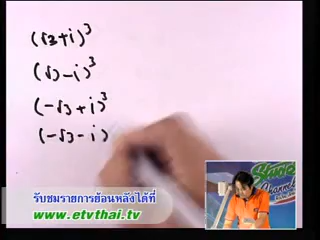 (√3+i)³
(√3-i)³
(-√3+i)³
(-√3-i)
รับชมรายการย้อนหลังได้ที่
www.etvthai.tv
Channel